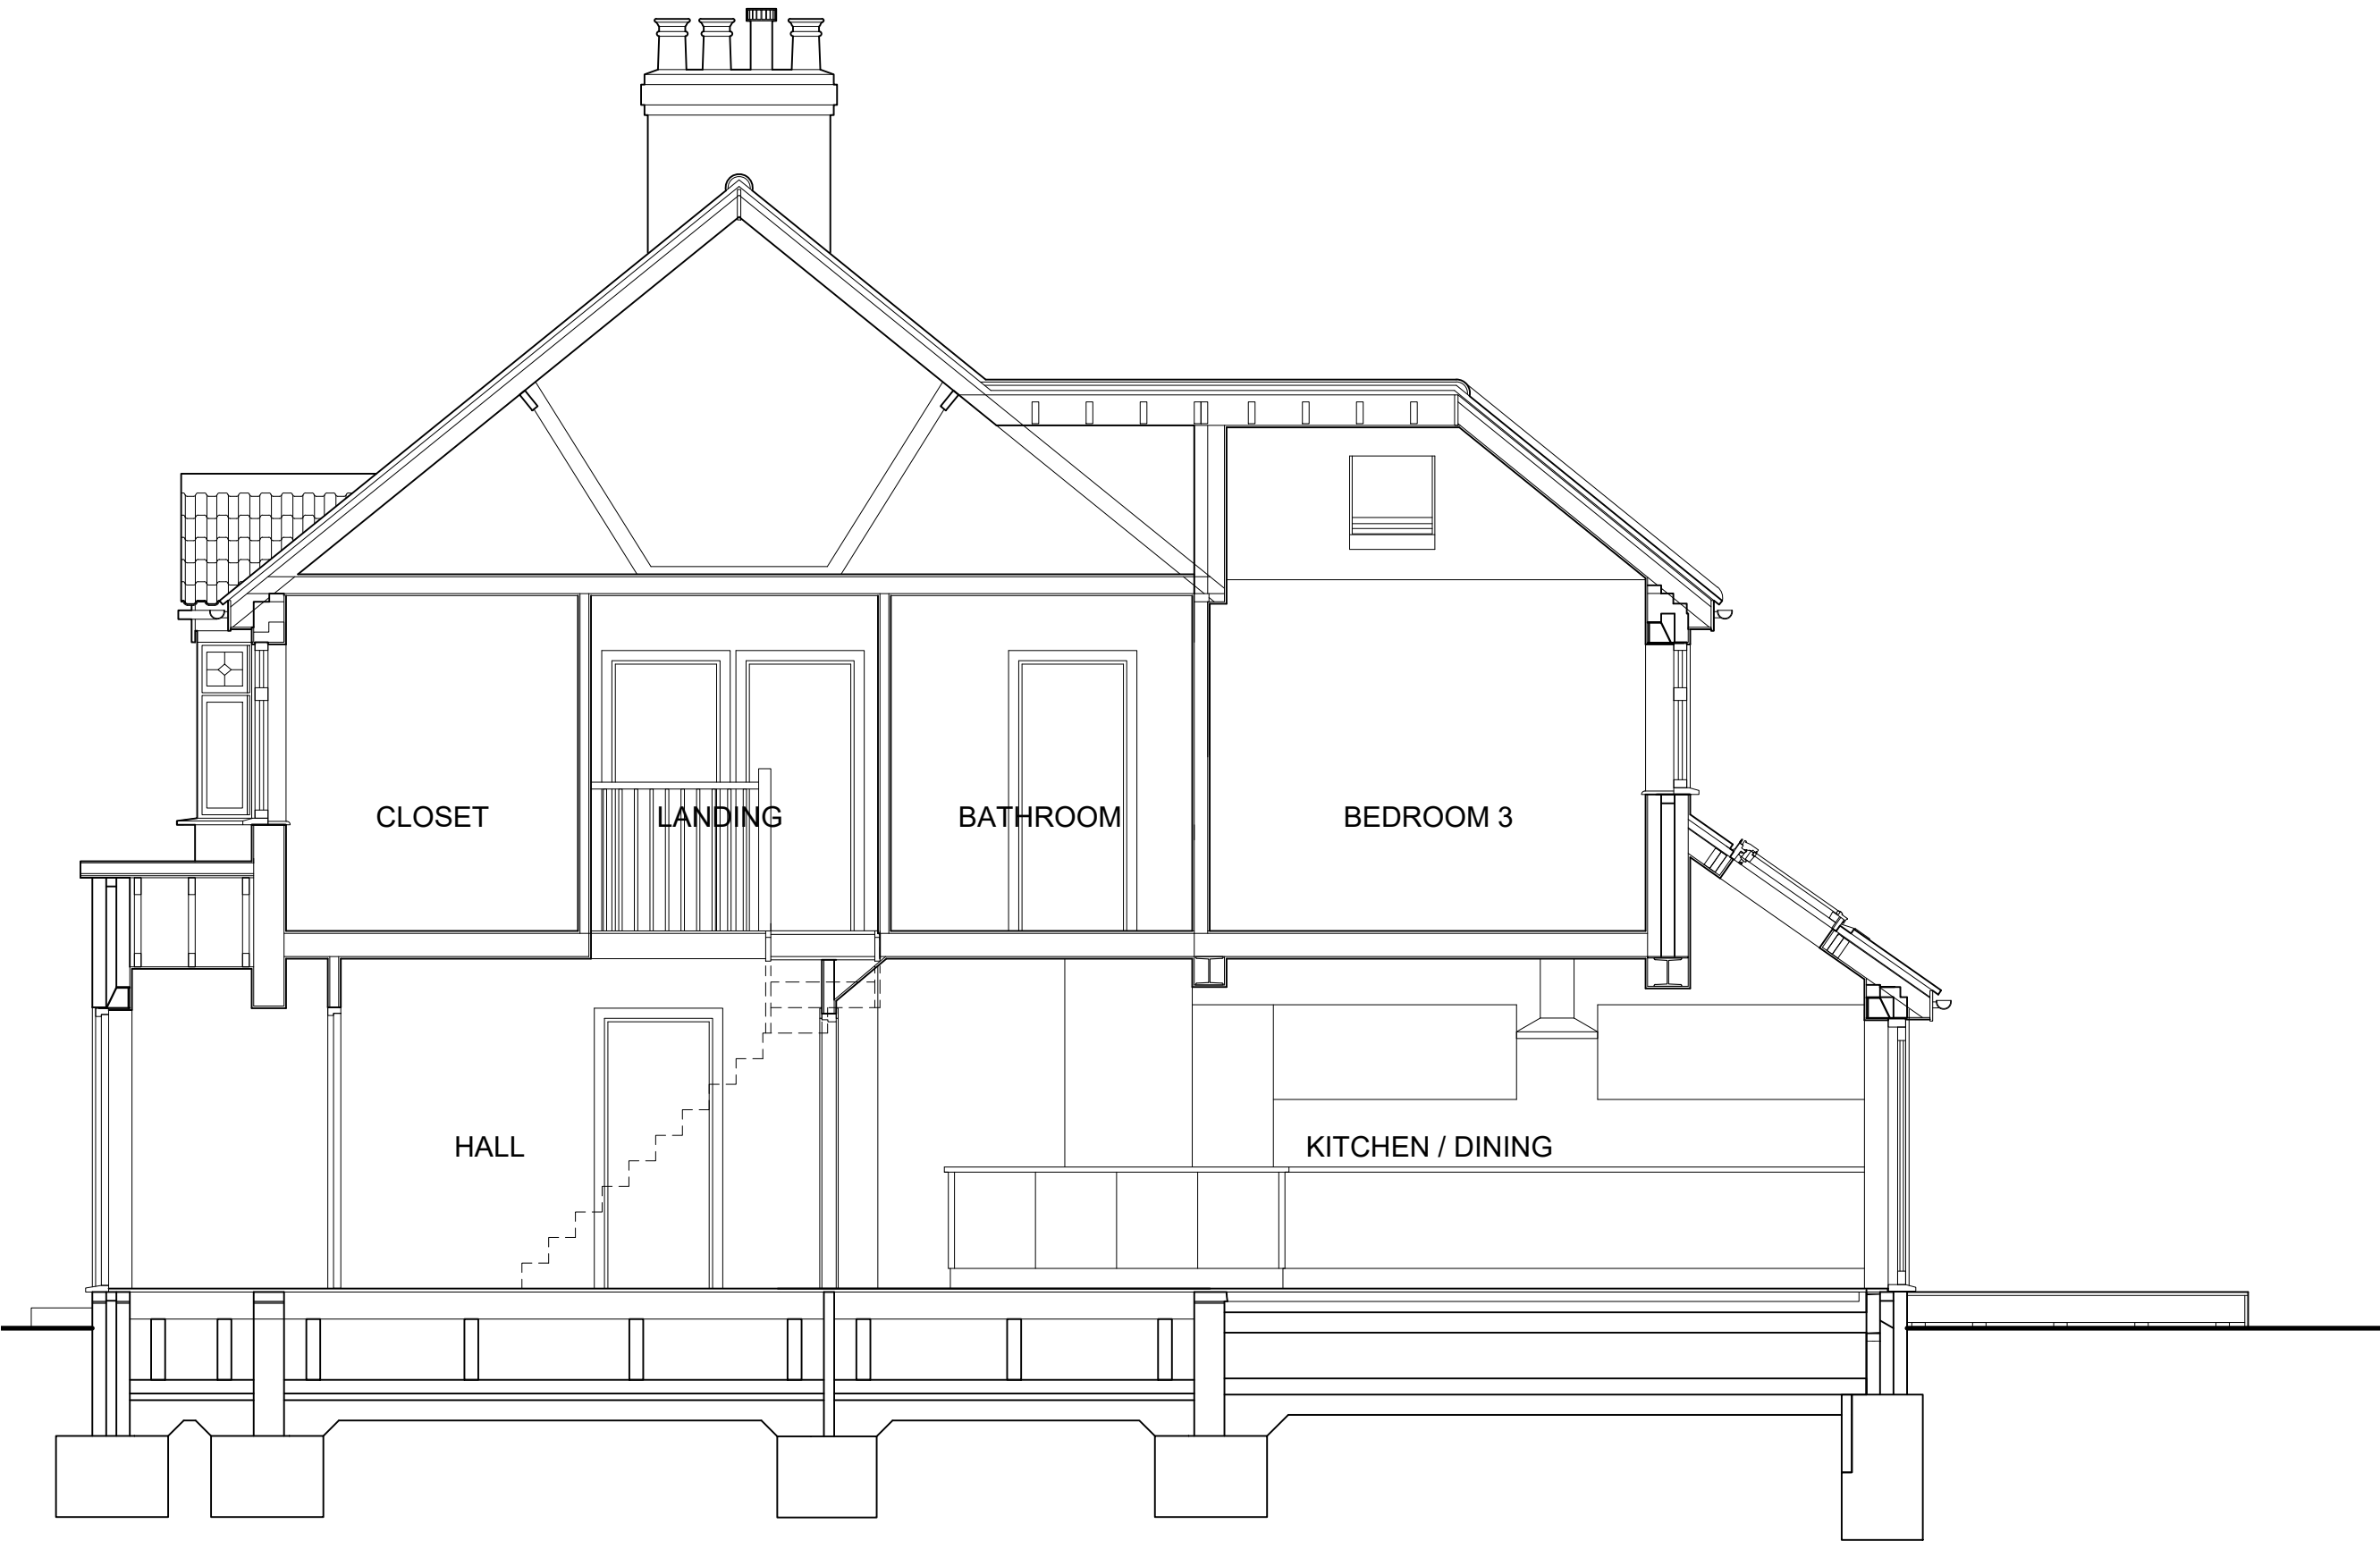 CLOSET
LANDING
BATHROOM
BEDROOM 3
HALL
KITCHEN / DINING